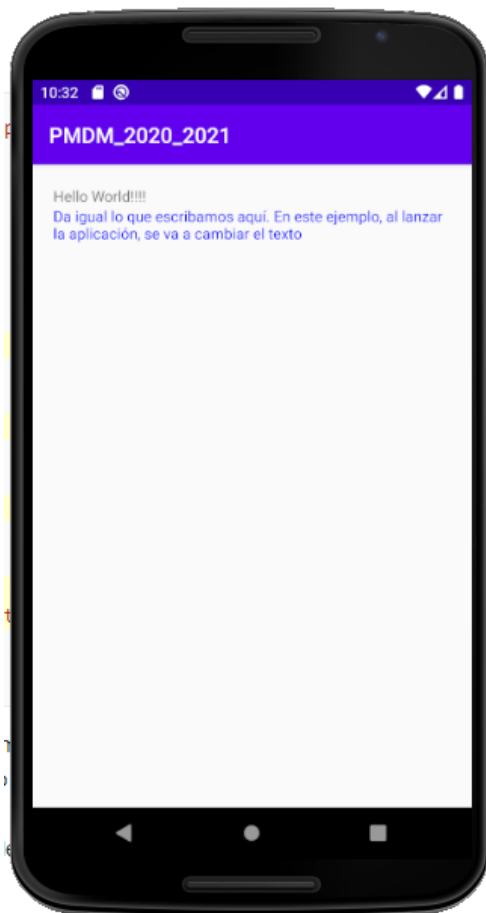 10:32
PMDM_2020_2021
Hello World!!!!
Da igual lo que escribamos aquí. En este ejemplo, al lanzar
la aplicación, se va a cambiar el texto